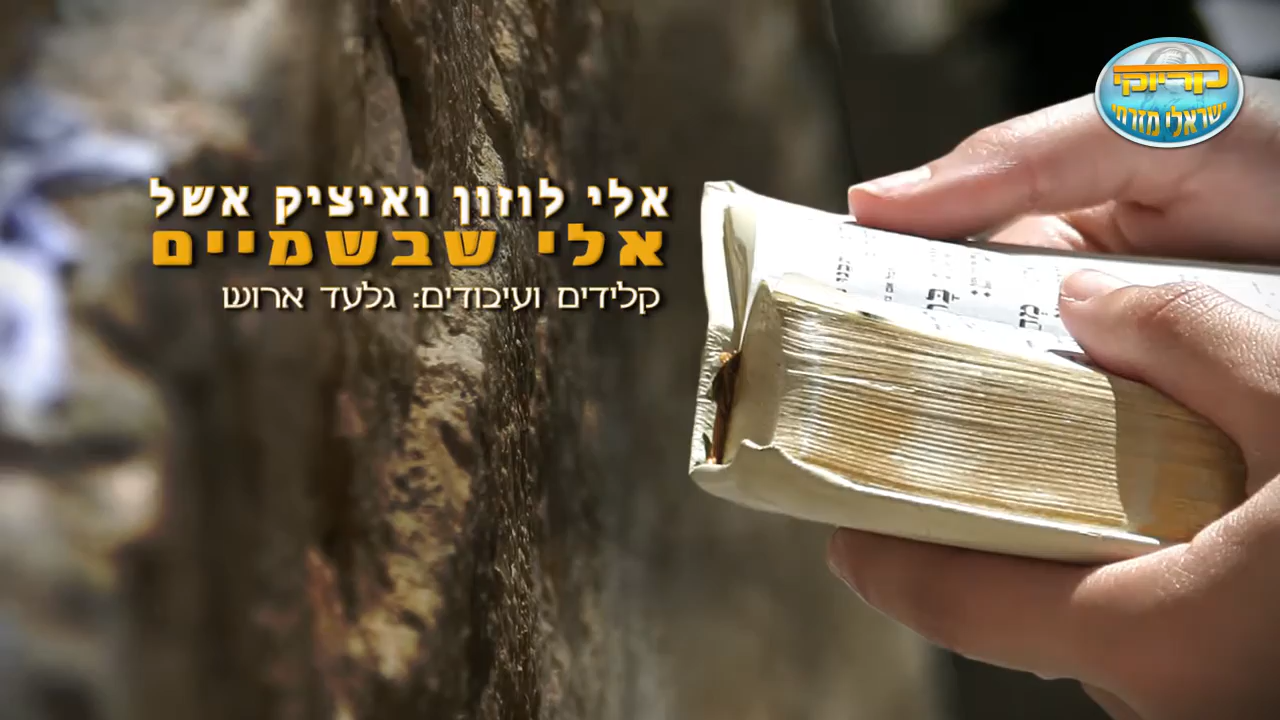 קריוקי
ישראלי מזרחי
אלי לוזון ואיציק אשל
אלי שבשמיים
קלידים ועיבודים: גלעד ארוש